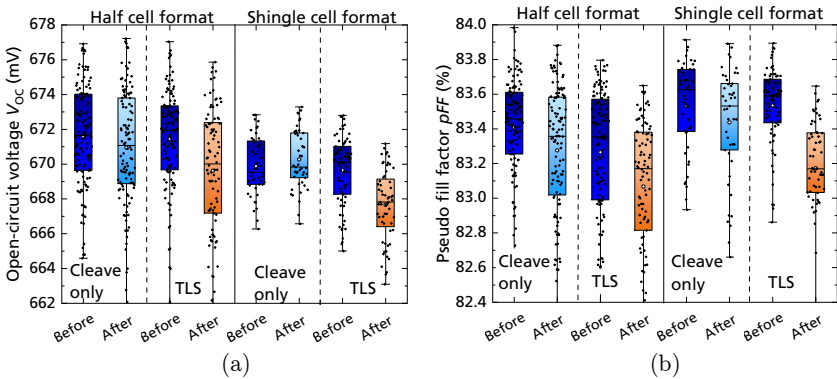 Half cell format Shingle cell format
678
676
674
672
670
668
666
664
662
Open-circuit voltage VOC (mV)
Cleave only
TLS
Cleave only
TLS
Before After Before After Before After Before After
(a)
Half cell format Shingle cell format
84.0
83.8
83.6
83.4
83.2
83.0
82.8
82.6
82.4
Pseudo fill factor pFF (%)
Cleave only
TLS
Cleave only
TLS
Before After Before After Before After Before After
(b)